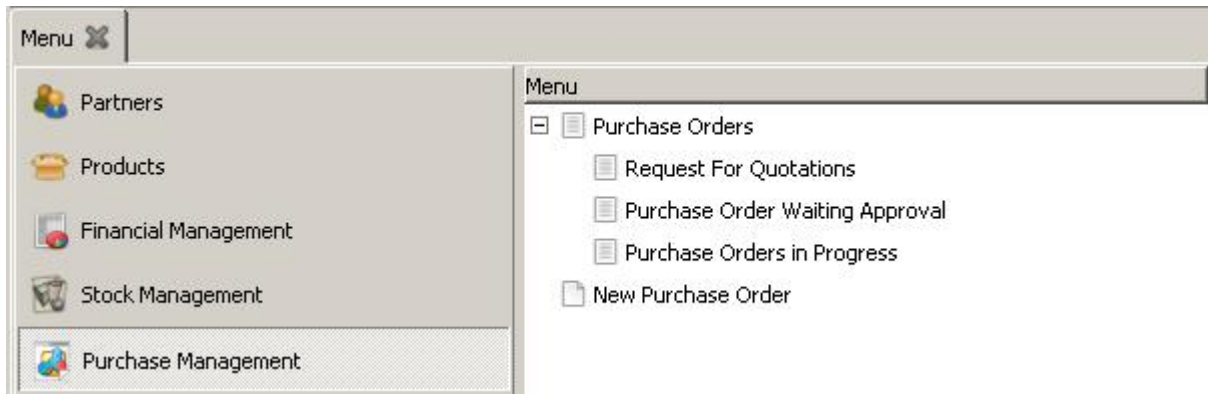 Menu
Partners
Products
Financial Management
Stock Management
Purchase Management
Menu
Purchase Orders
Request For Quotations
Purchase Order Waiting Approval
Purchase Orders in Progress
New Purchase Order